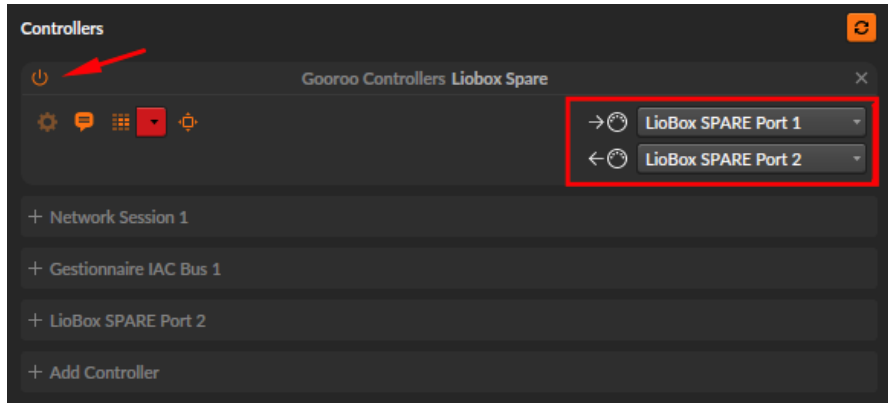 Controllers
Gooroo Controllers Liobox Spare
LioBox SPARE Port 1
LioBox SPARE Port 2
+ Network Session 1
+ Gestionnaire IAC Bus 1
+ LioBox SPARE Port 2
+ Add Controller